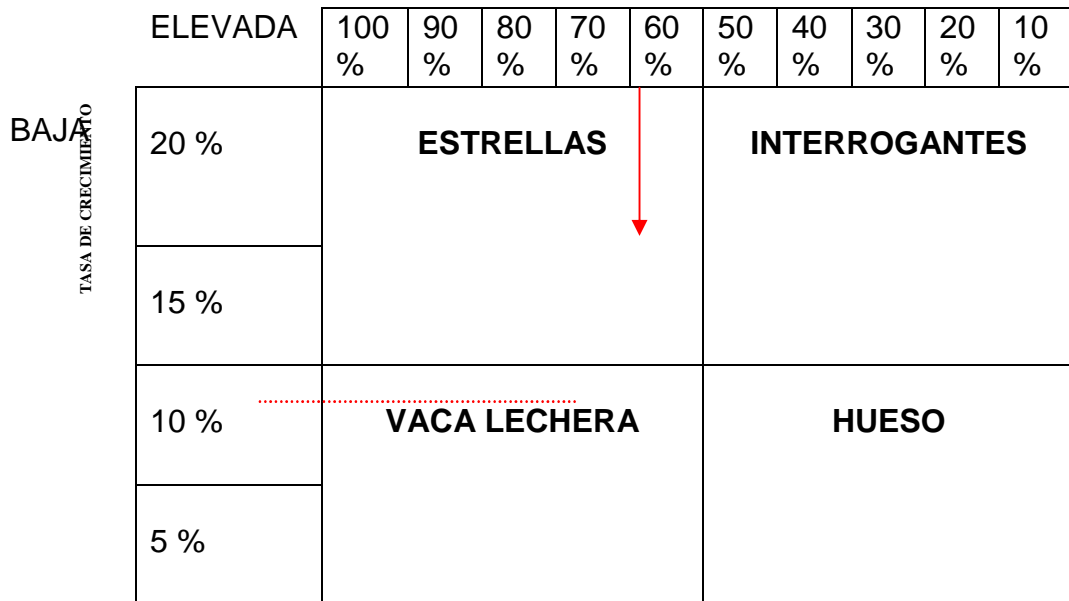 ELEVADA 100 % 90 % 80 % 70 % 60 % 50 % 40 % 30 % 20 % 10 %
BAJA
TASA DE CRECIMIENTO
20 % ESTRELLAS INTERROGANTES
15 %
10 % VACA LECHERA HUESO
5 %